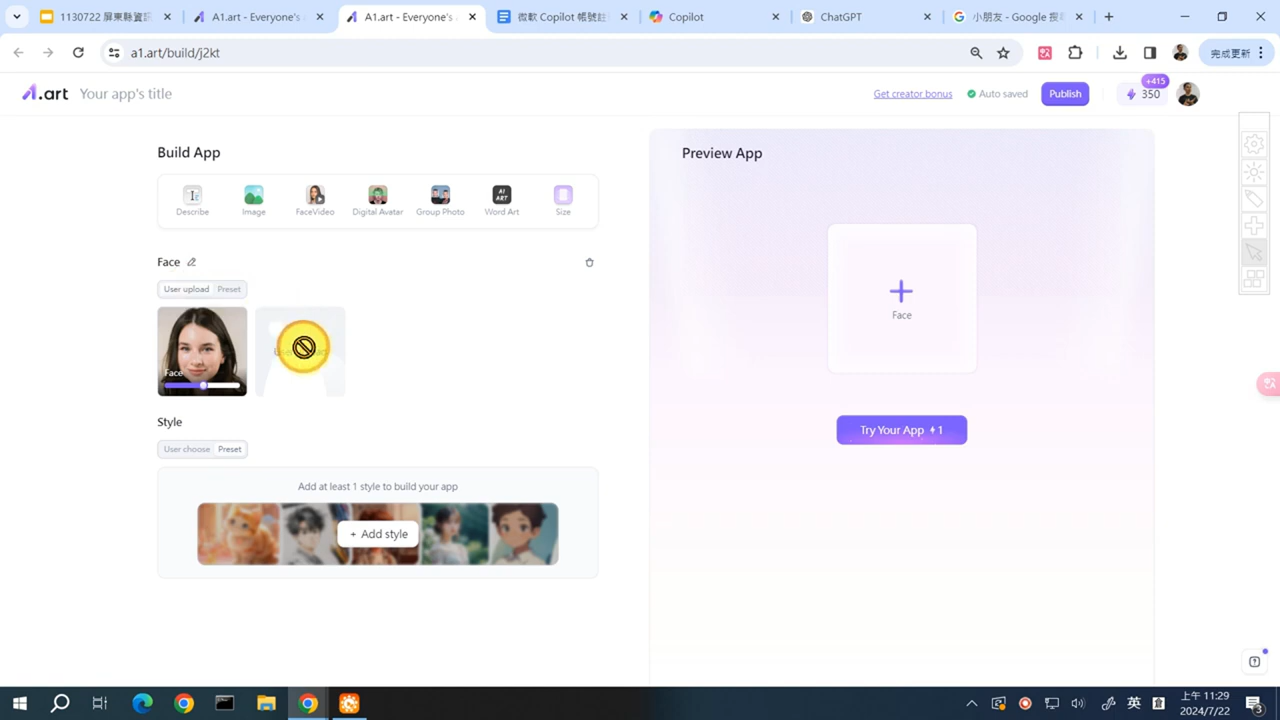 1130722 屏東縣資訊
A1.art - Everyone's
A1.art - Everyone's
微軟 Copilot 帳號註
Copilot
ChatGPT
小朋友 - Google 搜尋
a1.art/build/j2kt
完成更新
A.art
Your app's title
Get creator bonus
Auto saved
Publish
+415
350
Build App
Preview App
Describe
Image
FaceVideo
Digital Avatar
Group Photo
AI
ART
Word Art
Size
Face
User upload
Preset
Face
Face
Style
User choose
Preset
Try Your App
1
Add at least 1 style to build your app
+ Add style
英
上午 11:29
2024/7/22
3